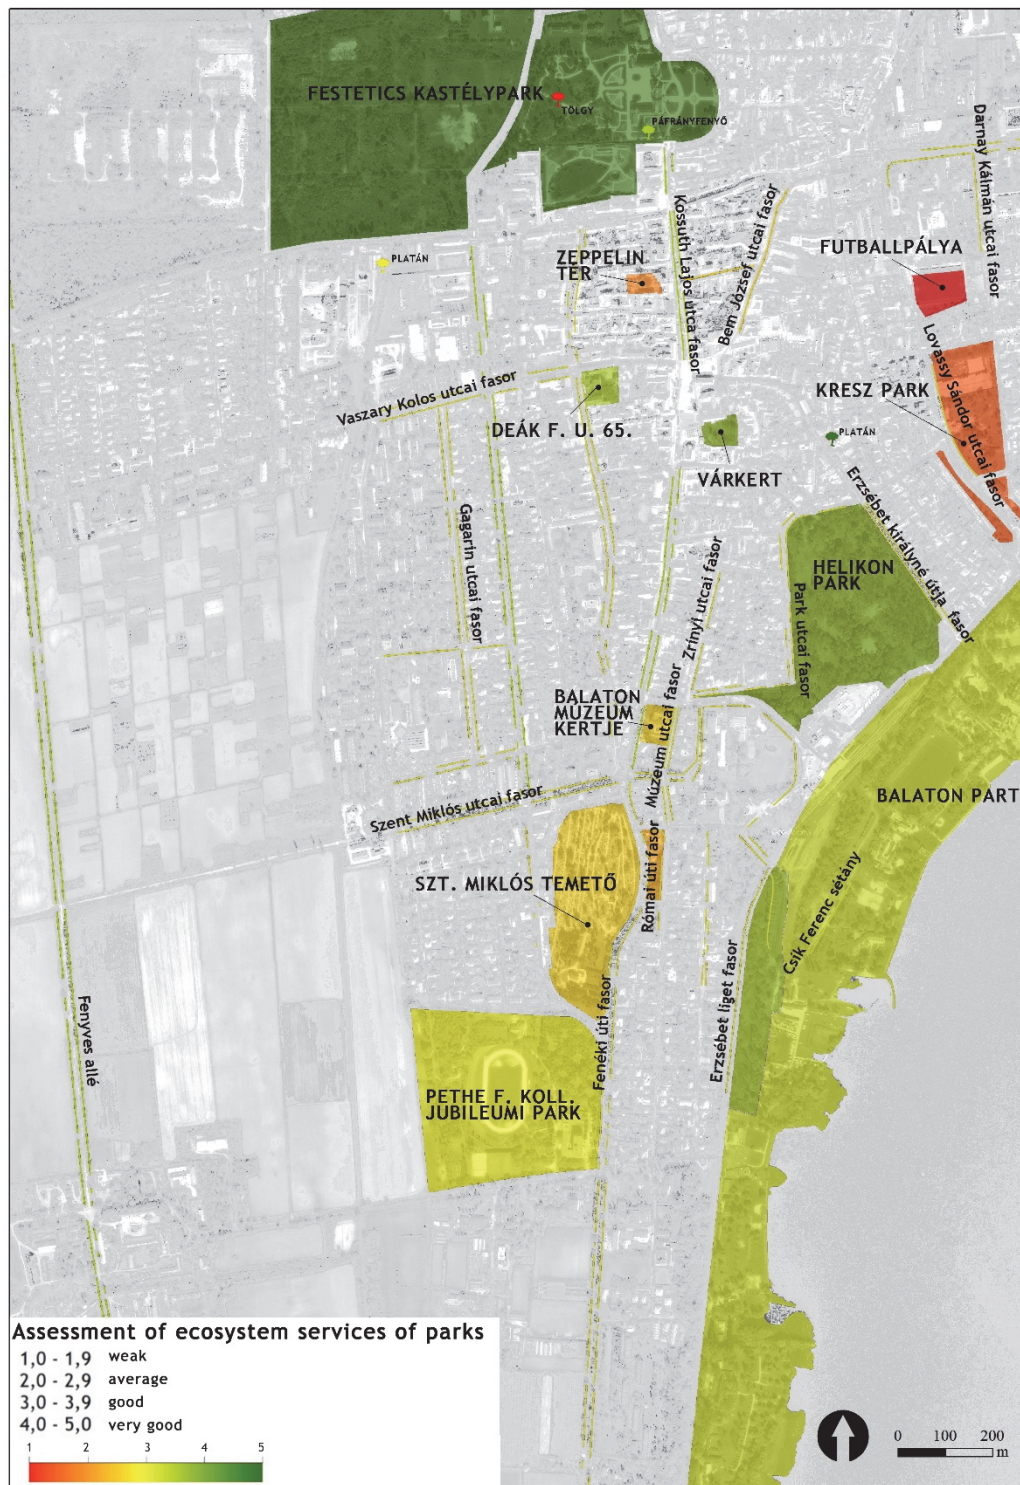 FESTETICS KASTÉLYPARK
TÖLGY
PÁFRÁNYFENYŐ
Darnay Kálmán utcai fasor
Kossuth Lajos utca fasor
Bem József utcai fasor
PLATÁN
ZEPPELIN
TÉR
FUTBALLPÁLYA
Lovassy Sándor utcai fasor
Vaszary Kolos utcai fasor
KRESZ PARK
DEÁK F. U. 65.
PLATÁN
VÁRKERT
Erzsébet királyné útja fasor
Gagarin utcai fasor
HELIKON
PARK
Zrínyi utcai fasor
Park utcai fasor
BALATON
MÚZEUM
KERTJE
Múzeum utcai fasor
BALATON PART
Szent Miklós utcai fasor
Római úti fasor
SZT. MIKLÓS TEMETŐ
Csík Ferenc sétány
Erzsébet liget fasor
Fenéki úti fasor
Fenyves allé
PETHE F. KOLL.
JUBILEUMI PARK
Assessment of ecosystem services of parks
1,0 - 1,9 weak
2,0 - 2,9 average
3,0 - 3,9 good
4,0 - 5,0 very good
1 2 3 4 5
0 100 200
m